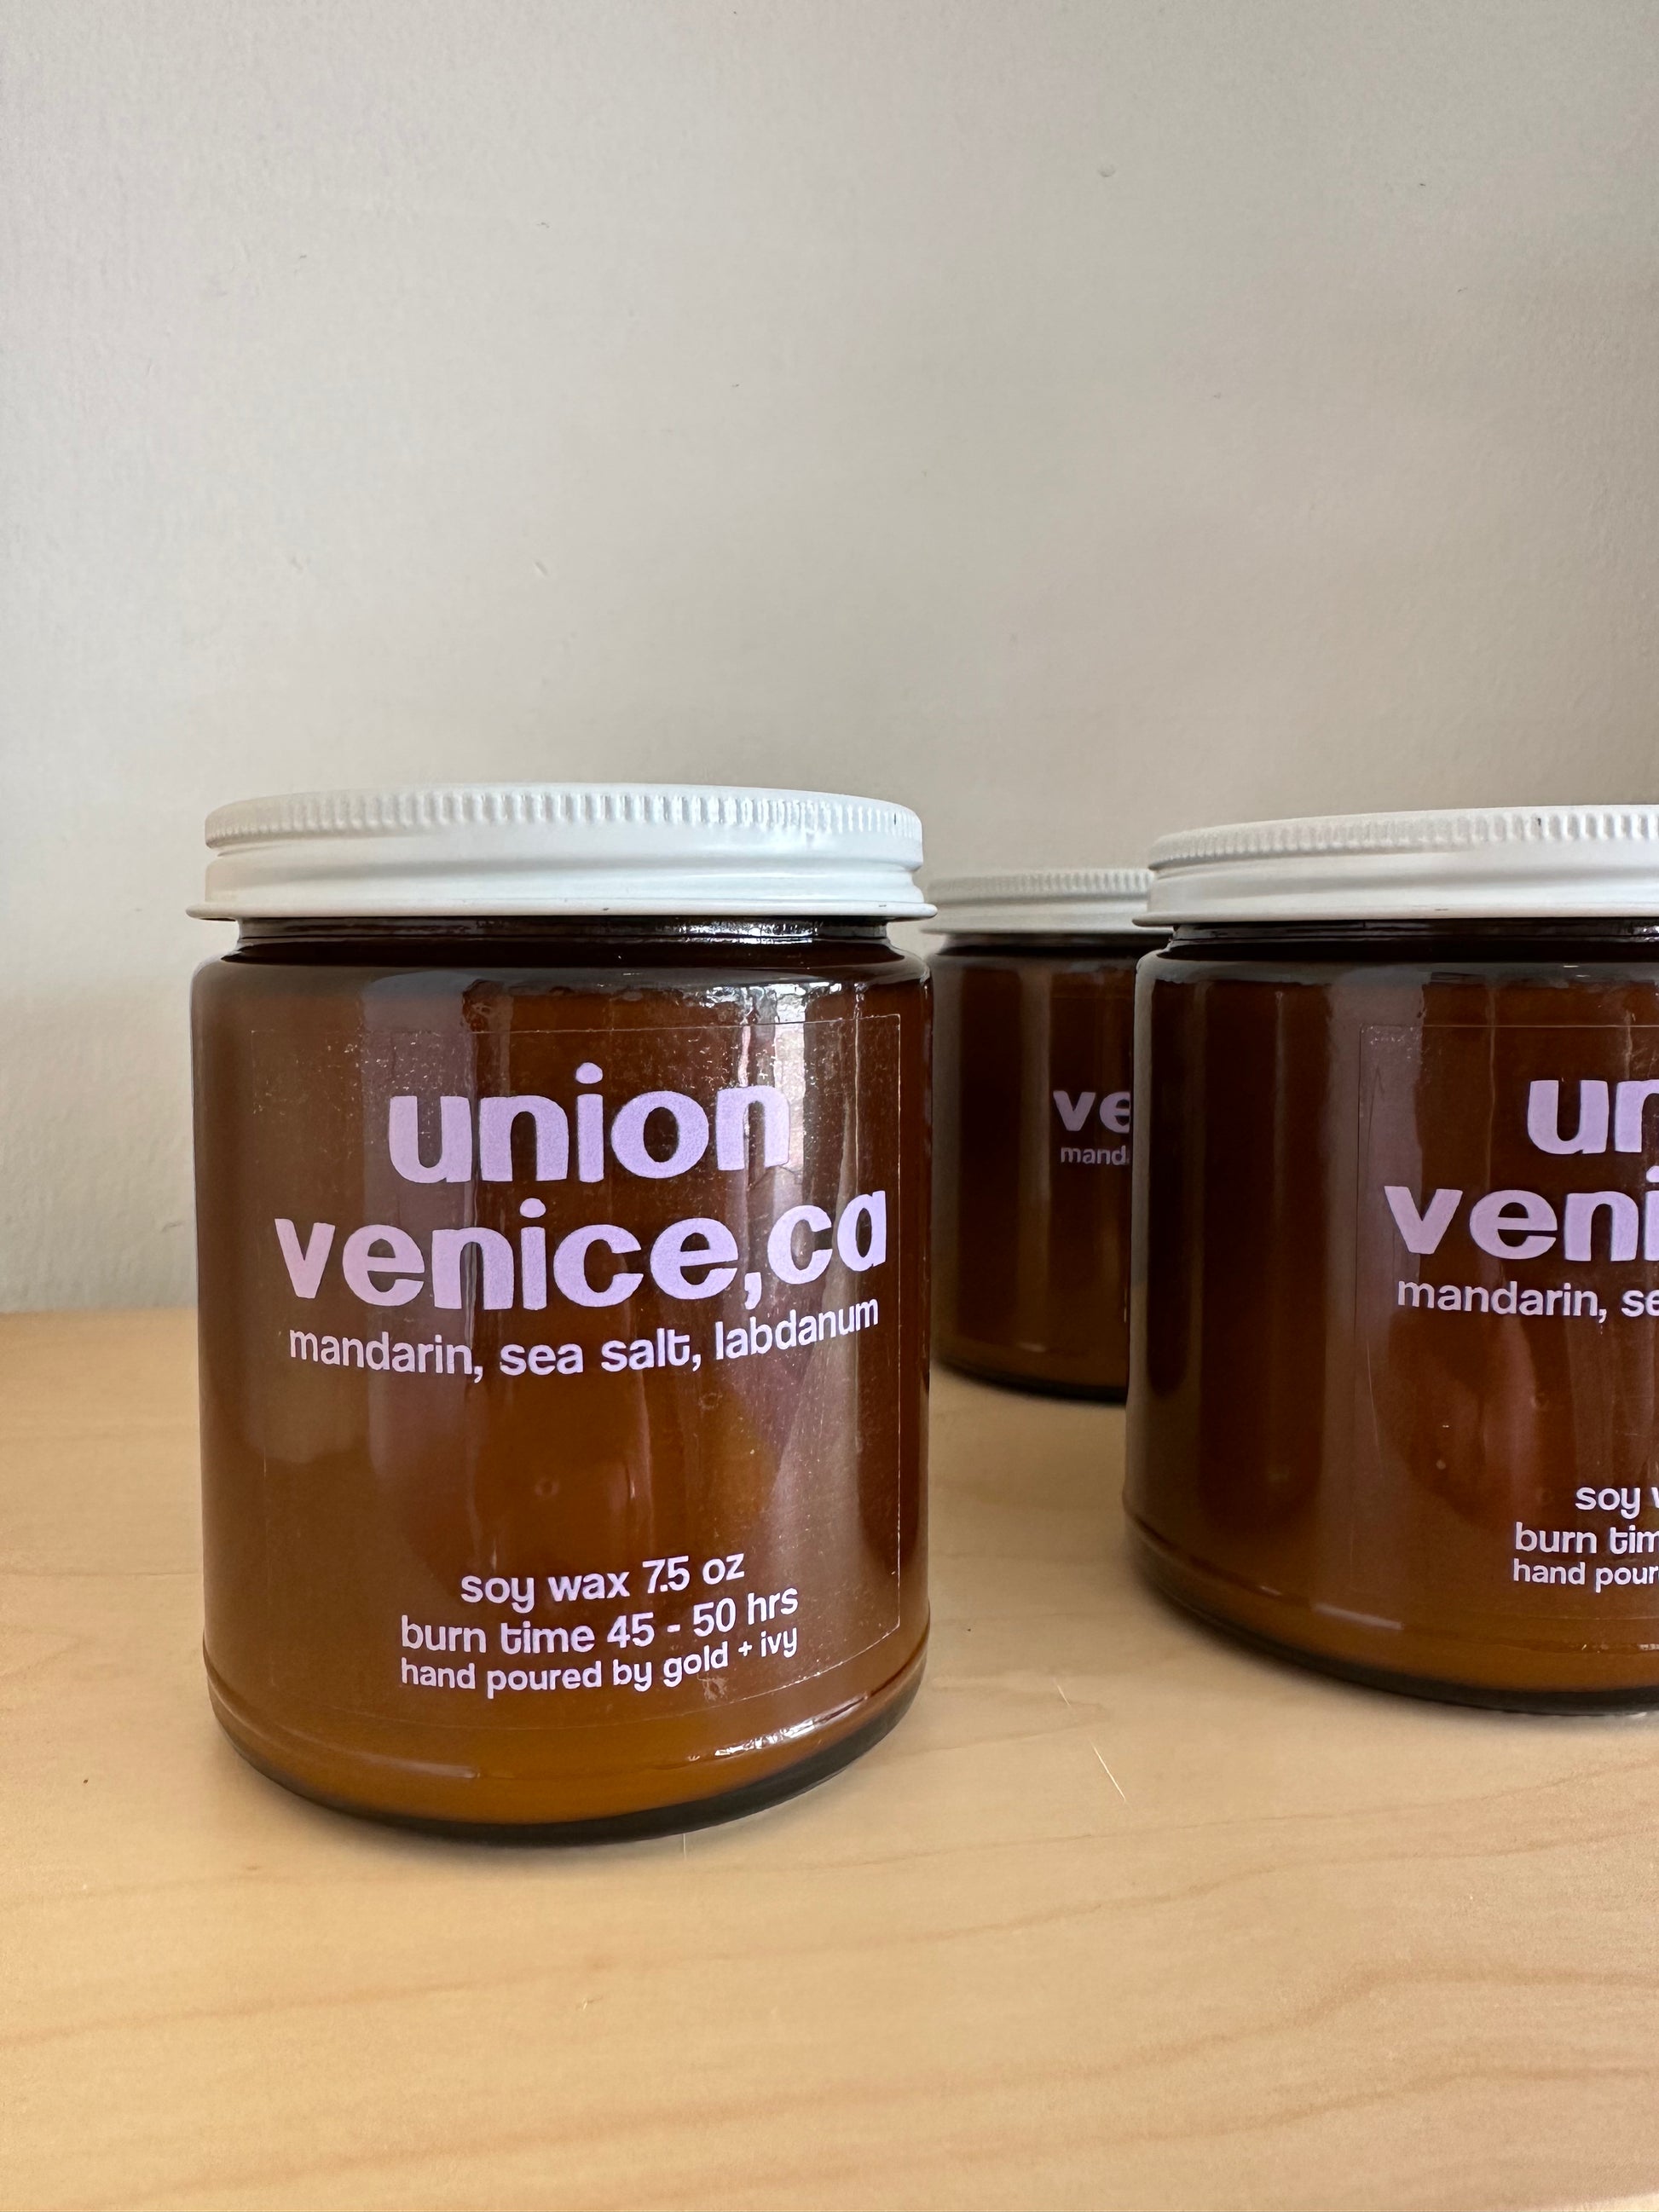 union
venice,ca
mandarin, sea salt, labdanum
soy wax 7.5 oz
burn time 45 - 50 hrs
hand poured by gold + ivy
ve
mand
un
veni
mandarin, se
soy w
burn tim
hand pour